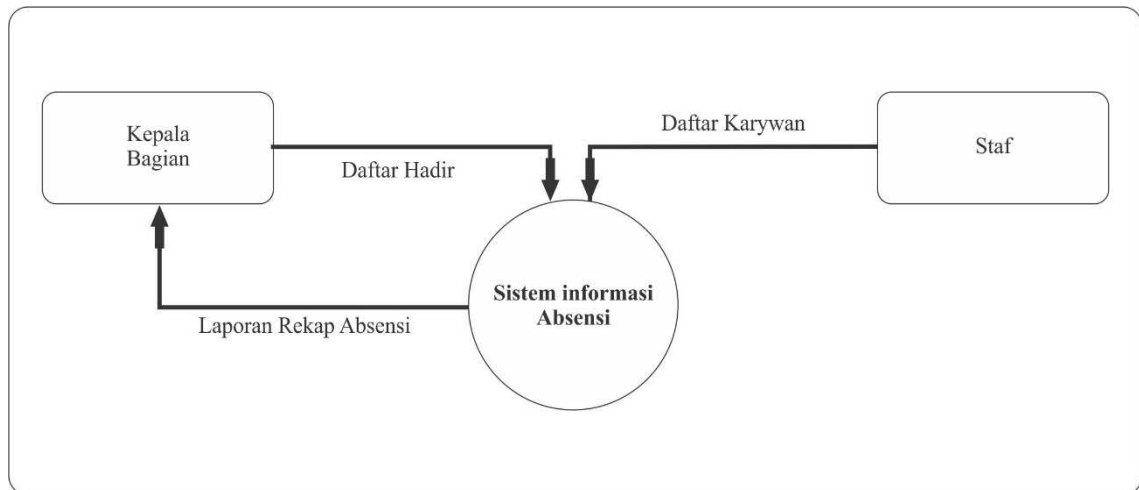 Kepala
Bagian
Daftar Hadir
Daftar Karywan
Staf
Sistem informasi
Absensi
Laporan Rekap Absensi